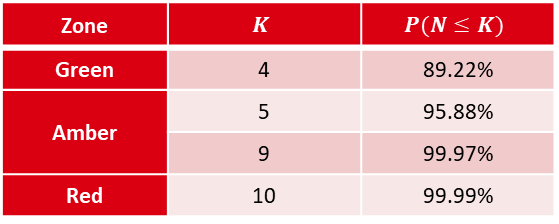 Zone K P(N ≤ K)
Green 4 89.22%
Amber 5 95.88%
9 99.97%
Red 10 99.99%